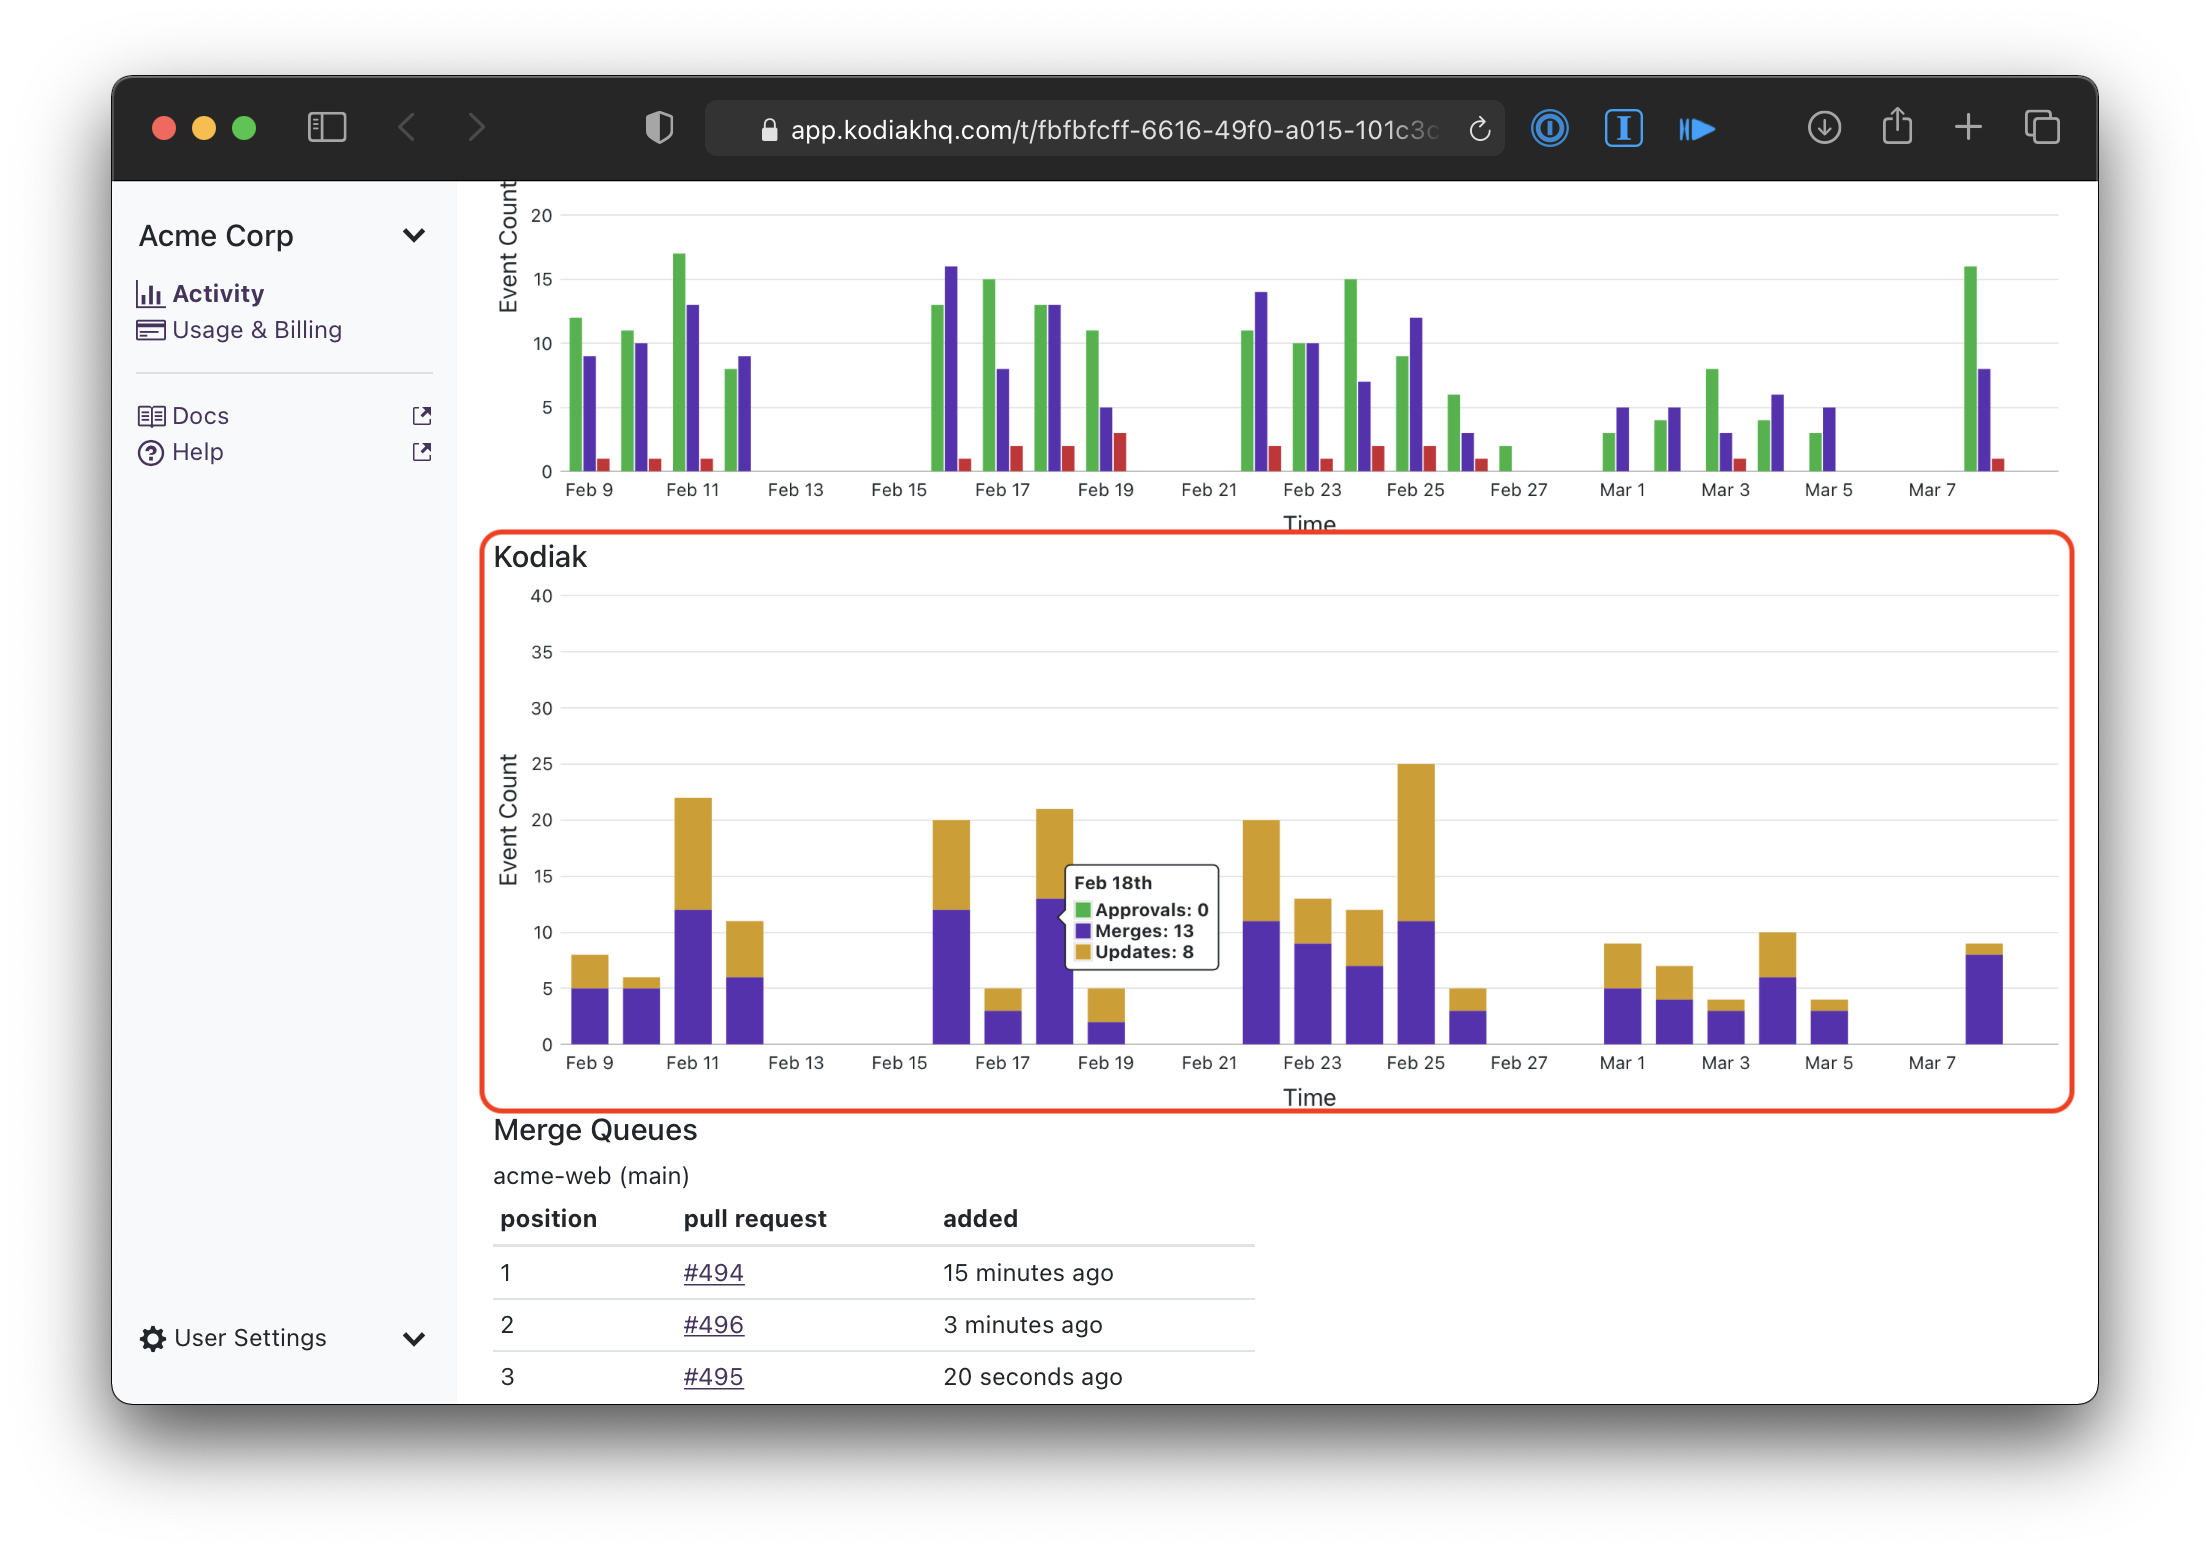 app.kodiakhq.com/t/fbfbfcff-6616-49f0-a015-101c3c
Acme Corp
Activity
Usage & Billing
Docs
Help
User Settings
Event Count
20
15
10
5
0
Feb 9 Feb 11 Feb 13 Feb 15 Feb 17 Feb 19 Feb 21 Feb 23 Feb 25 Feb 27 Mar 1 Mar 3 Mar 5 Mar 7
Time
Kodiak
Event Count
40
35
30
25
20
15
10
5
0
Feb 18th
Approvals: 0
Merges: 13
Updates: 8
Feb 9 Feb 11 Feb 13 Feb 15 Feb 17 Feb 19 Feb 21 Feb 23 Feb 25 Feb 27 Mar 1 Mar 3 Mar 5 Mar 7
Time
Merge Queues
acme-web (main)
position pull request added
1 #494 15 minutes ago
2 #496 3 minutes ago
3 #495 20 seconds ago